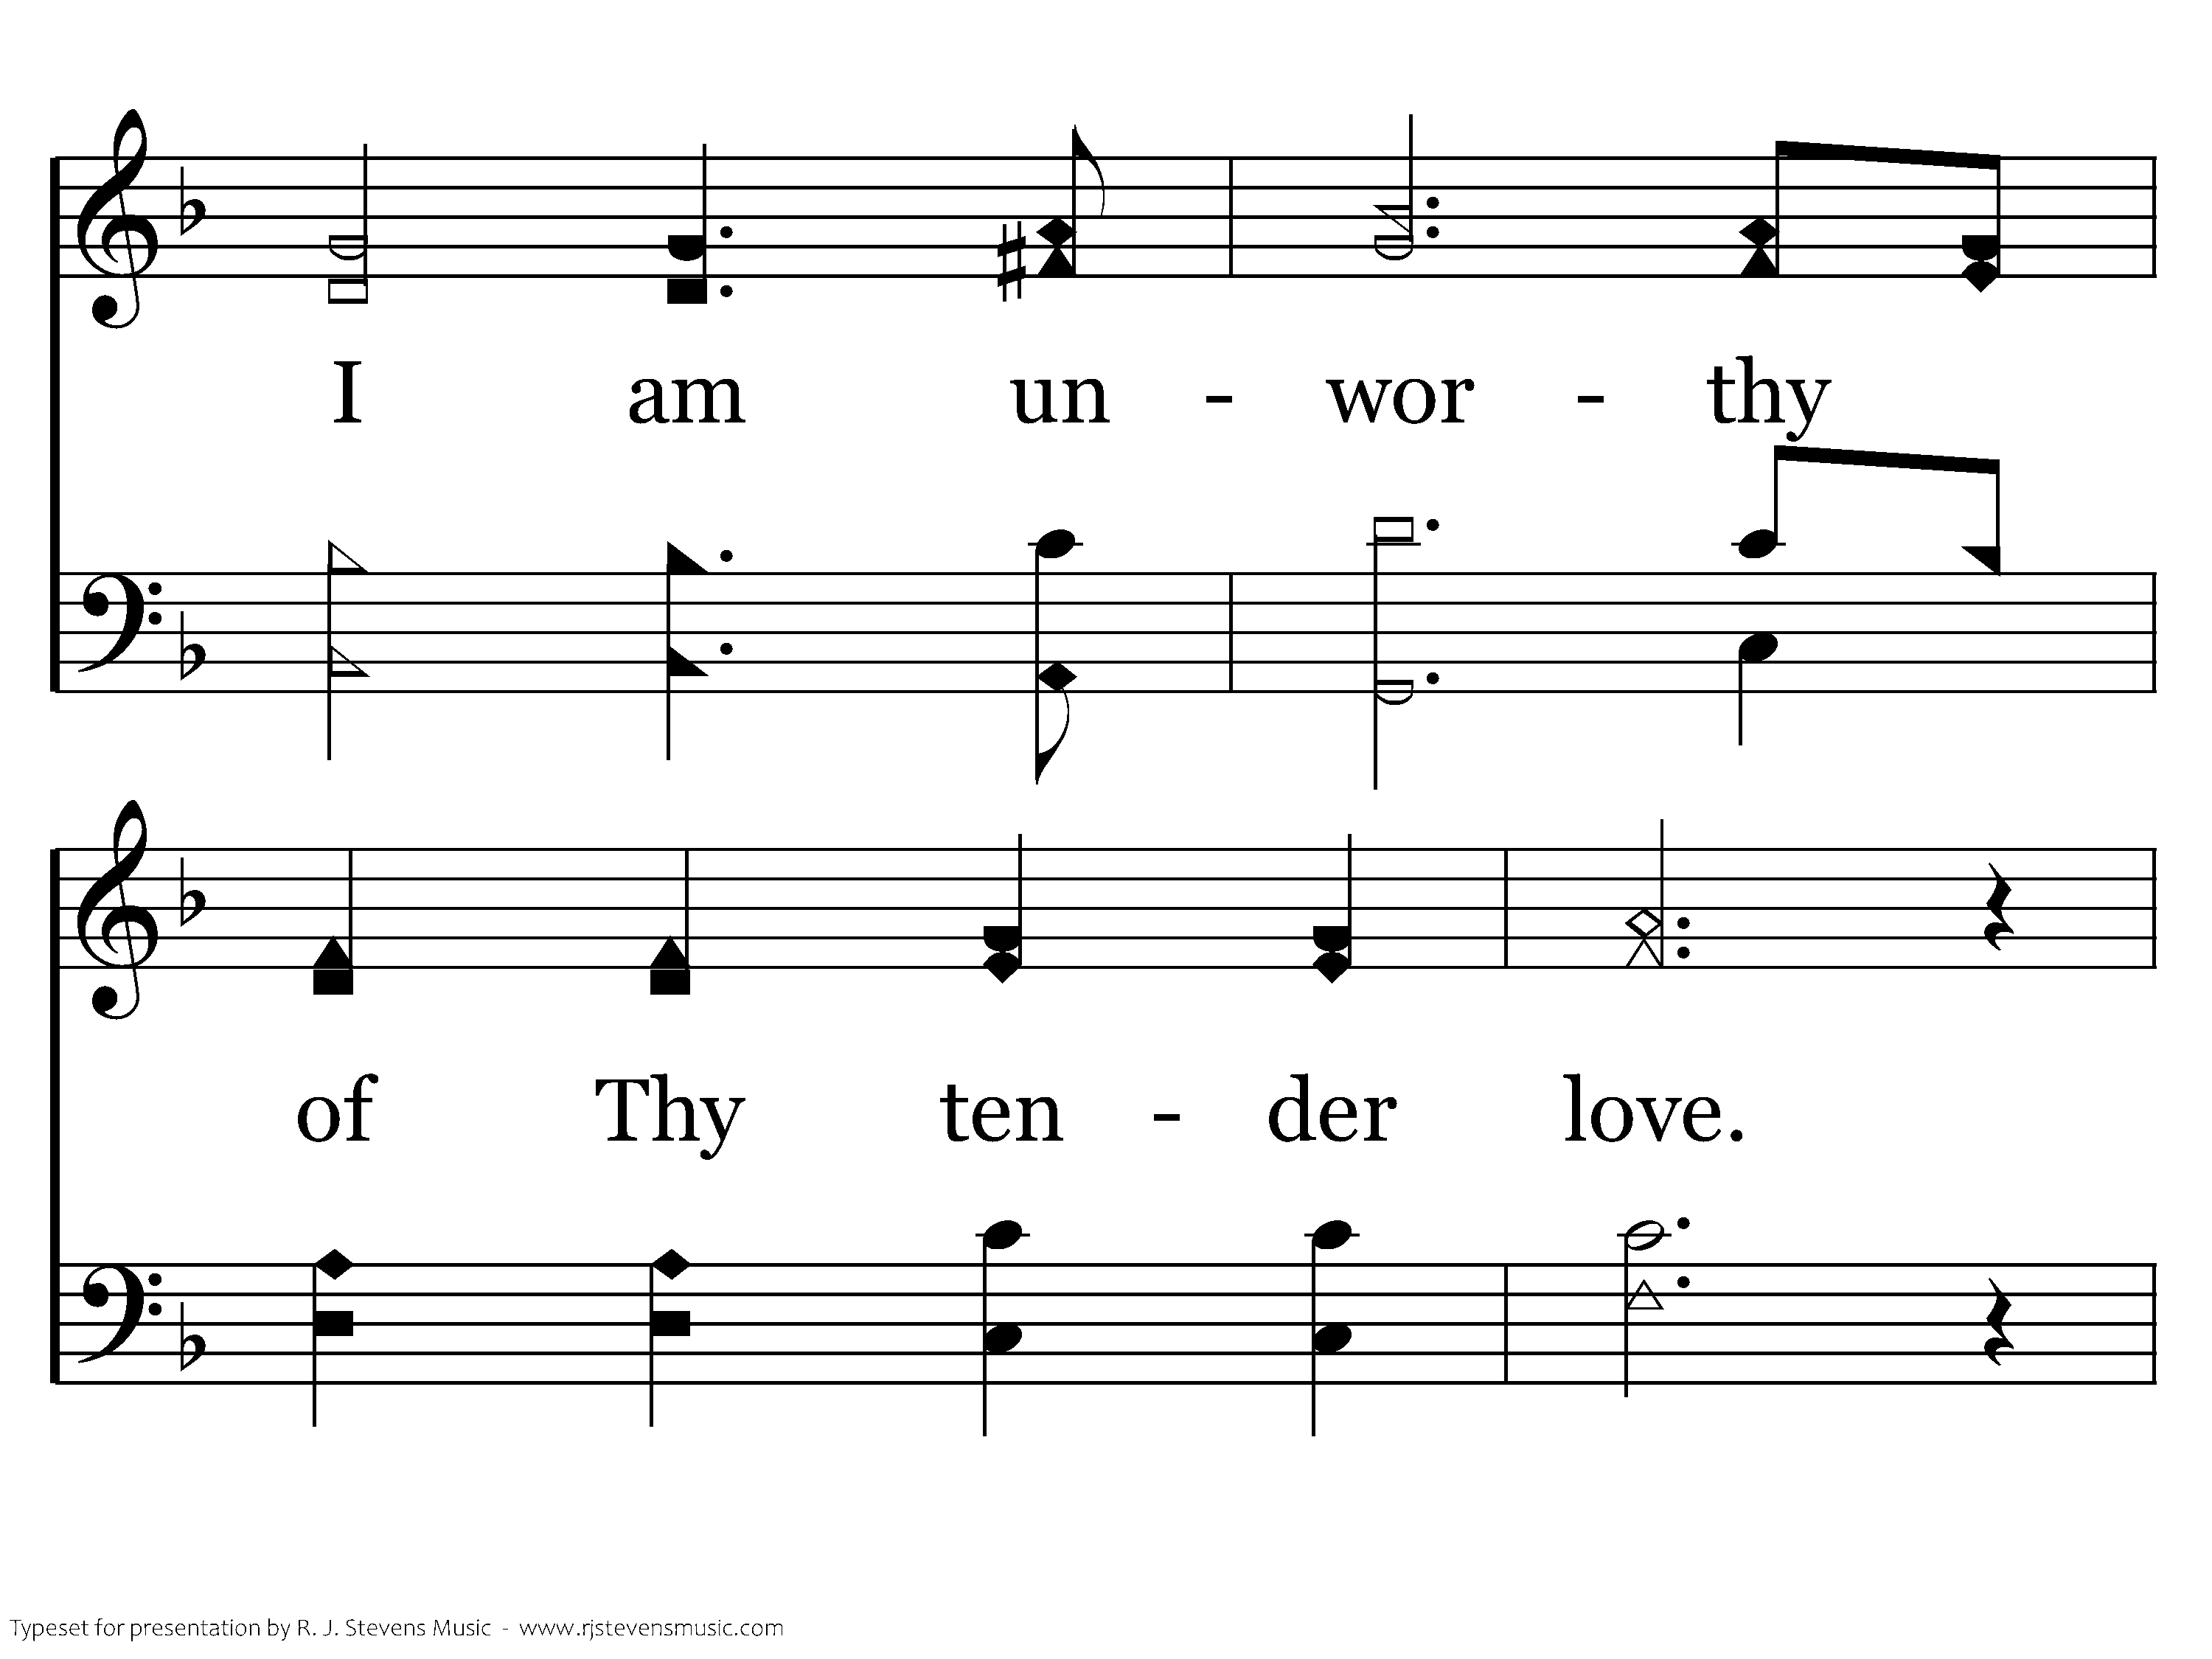 I am un - wor - thy
of Thy ten - der love.
Typeset for presentation by R. J. Stevens Music - www.rjstevensmusic.com